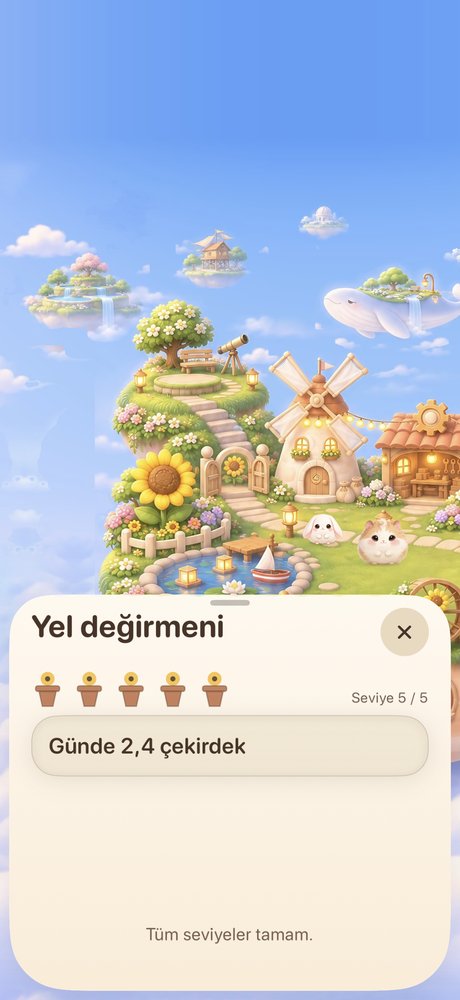 Yel değirmeni
Seviye 5 / 5
Günde 2,4 çekirdek
Tüm seviyeler tamam.